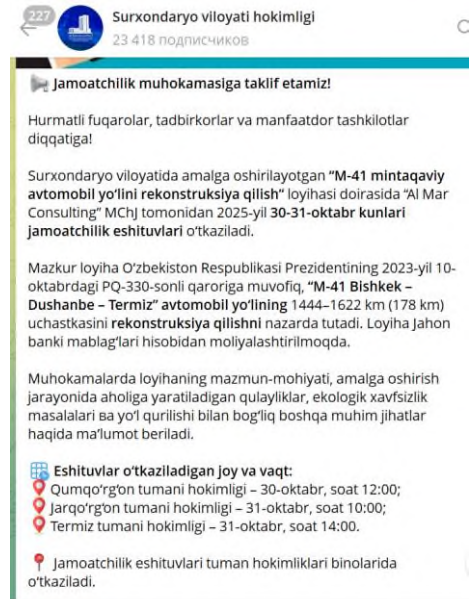 227
Surxondaryo viloyati hokimligi
23 418 подписчиков
Jamoatchilik muhokamasiga taklif etamiz!
Hurmatli fuqarolar, tadbirkorlar va manfaatdor tashkilotlar
diqqatiga!
Surxondaryo viloyatida amalga oshirilayotgan "M-41 mintaqaviy
avtomobil yo'lini rekonstruksiya qilish" loyihasi doirasida "Al Mar
Consulting" MChJ tomonidan 2025-yil 30-31-oktabr kunlari
jamoatchilik eshituvlari o'tkaziladi.
Mazkur loyiha O'zbekiston Respublikasi Prezidentining 2023-yil 10-
oktabrdagi PQ-330-sonli qaroriga muvofiq, "M-41 Bishkek –
Dushanbe – Termiz" avtomobil yo'lining 1444–1622 km (178 km)
uchastkasini rekonstruksiya qilishni nazarda tutadi. Loyiha Jahon
banki mablag'lari hisobidan moliyalashtirilmoqda.
Muhokamalarda loyihaning mazmun-mohiyati, amalga oshirish
jarayonida aholiga yaratiladigan qulayliklar, ekologik xavfsizlik
masalalari ва yo'l qurilishi bilan bog'liq boshqa muhim jihatlar
haqida ma'lumot beriladi.
Eshituvlar o'tkaziladigan joy va vaqt:
Qumqo'rg'on tumani hokimligi – 30-oktabr, soat 12:00;
Jarqo'rg'on tumani hokimligi – 31-oktabr, soat 10:00;
Termiz tumani hokimligi – 31-oktabr, soat 14:00.
Jamoatchilik eshituvlari tuman hokimliklari binolarida
o'tkaziladi.